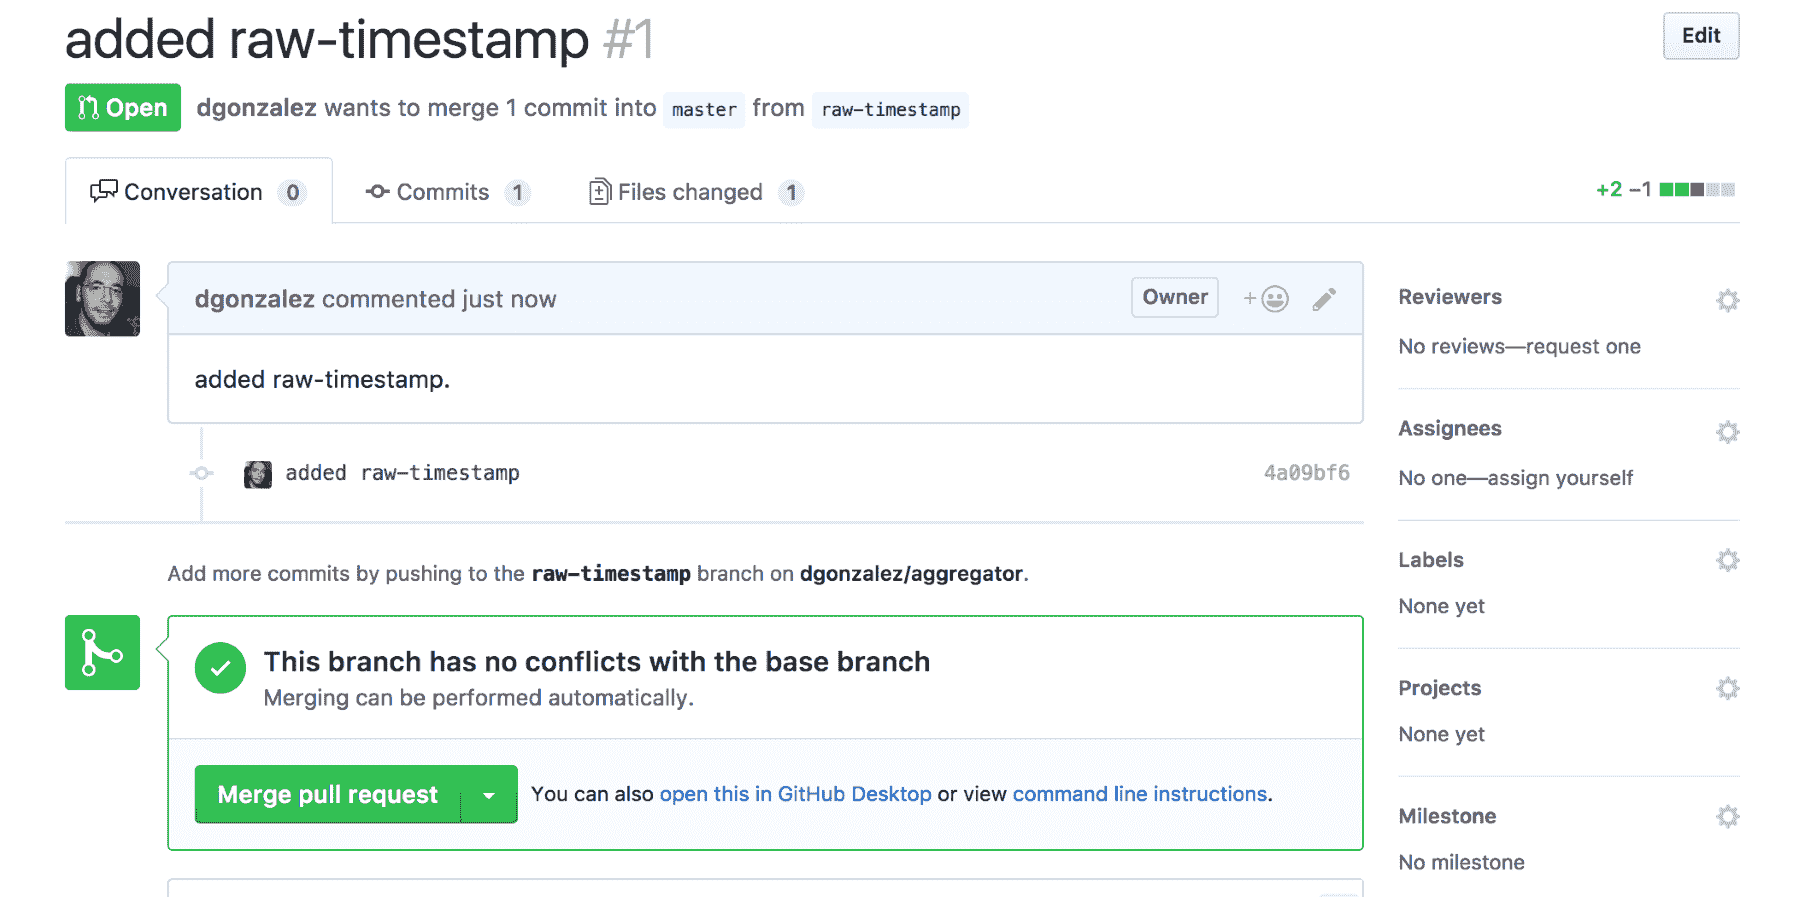 added raw-timestamp #1
Edit
Open
dgonzalez wants to merge 1 commit into master from raw-timestamp
Conversation 0
Commits 1
Files changed 1
+2 −1
dgonzalez commented just now
Owner
+
added raw-timestamp.
added raw-timestamp
4a09bf6
Add more commits by pushing to the raw-timestamp branch on dgonzalez/aggregator.
This branch has no conflicts with the base branch
Merging can be performed automatically.
Merge pull request
You can also open this in GitHub Desktop or view command line instructions.
Reviewers
No reviews—request one
Assignees
No one—assign yourself
Labels
None yet
Projects
None yet
Milestone
No milestone